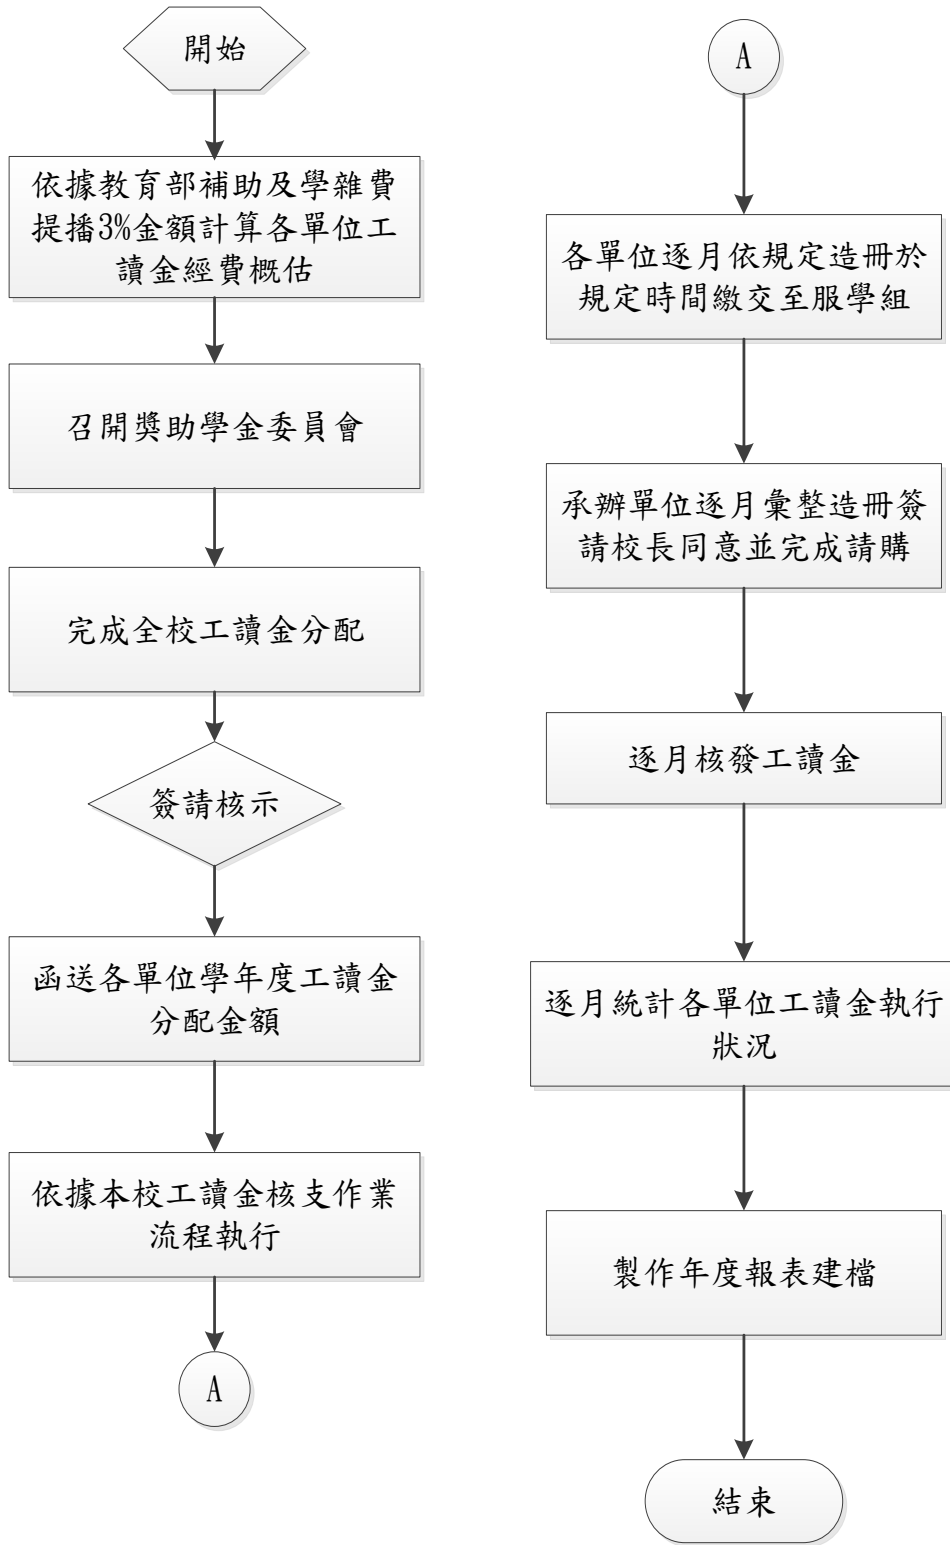 開始
依據教育部補助及學雜費
提播3%金額計算各單位工
讀金經費概估
召開獎助學金委員會
完成全校工讀金分配
簽請核示
函送各單位學年度工讀金
分配金額
依據本校工讀金核支作業
流程執行
A
A
各單位逐月依規定造冊於
規定時間繳交至服學組
承辦單位逐月彙整造冊簽
請校長同意並完成請購
逐月核發工讀金
逐月統計各單位工讀金執行
狀況
製作年度報表建檔
結束